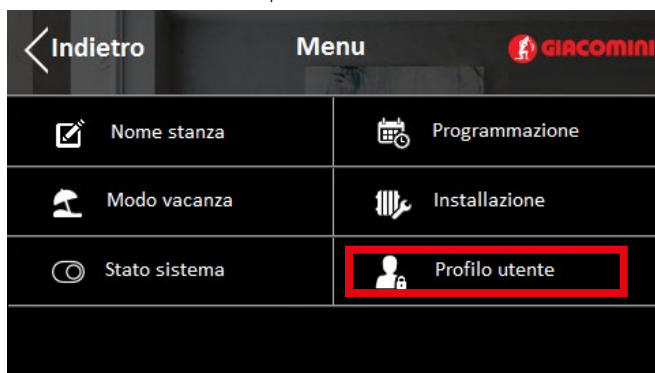 Indietro
Menu
GIACOMINI
Nome stanza
Programmazione
Modo vacanza
Installazione
Stato sistema
Profilo utente